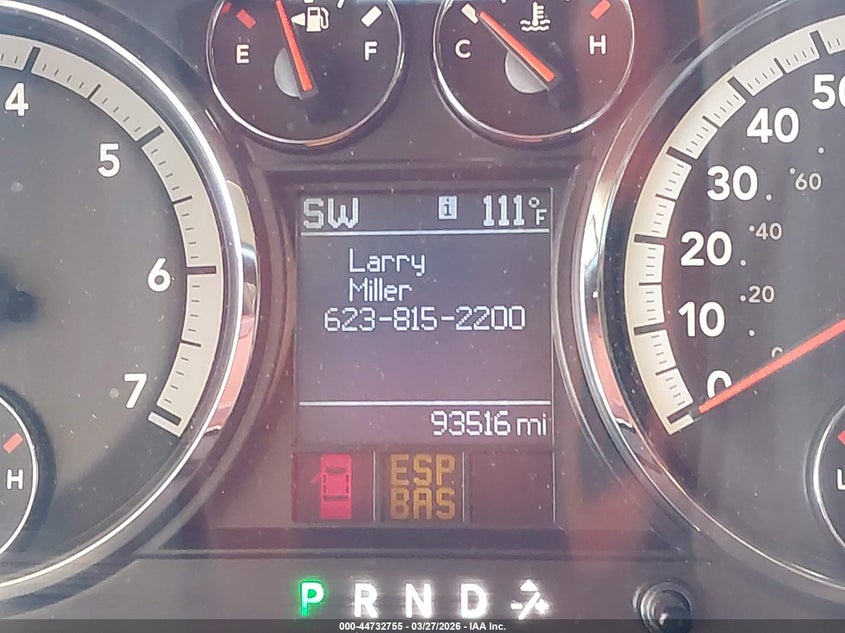 E F
C H
4
5
6
7
H
50
40
30
20
10
0
60
40
20
0
SW i 111°F
Larry
Miller
623-815-2200
93516 mi
ESP
BAS
L
P R N D
000-44732755 - 03/27/2026 - IAA Inc.